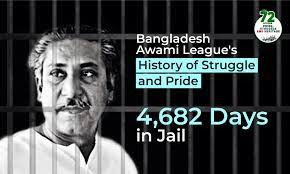 72
Bangladesh
Awami League's
History of Struggle
and Pride
4,682 Days
in Jail